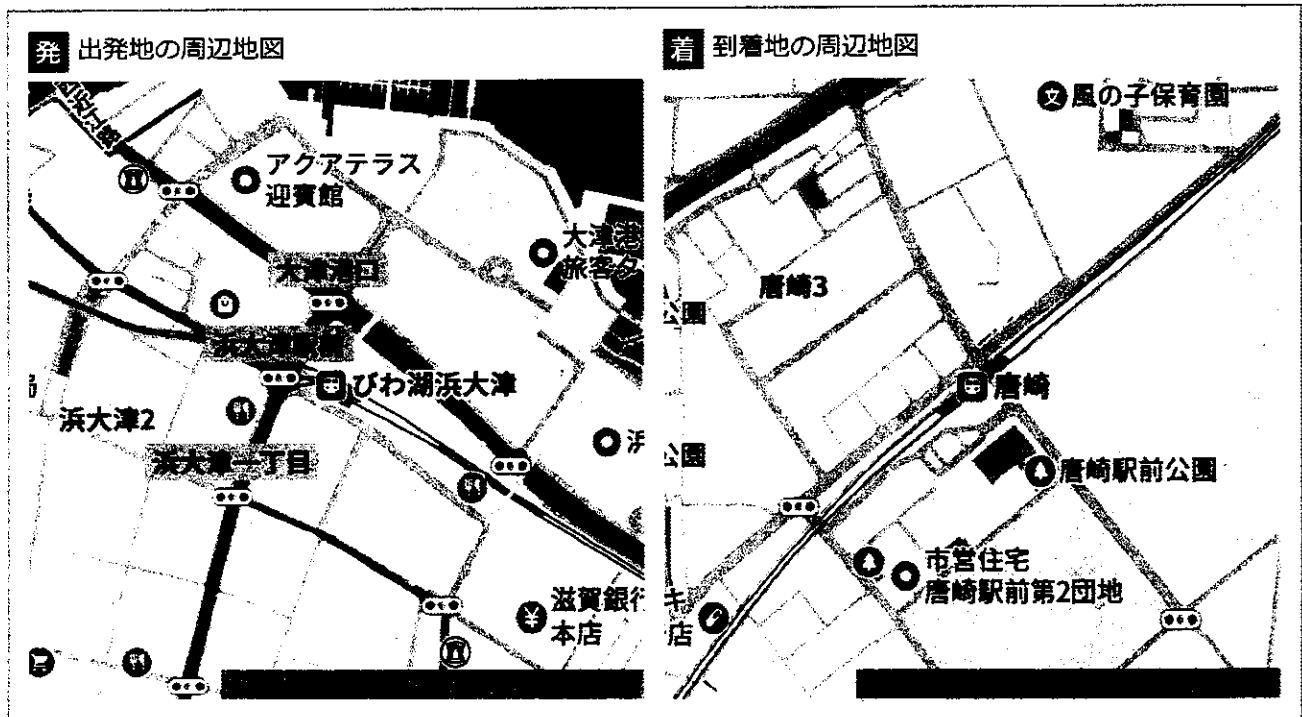 発 出発地の周辺地図
アクアテラス
迎賓館
大津港
旅客タ
大津港口
浜大津駅前
びわ湖浜大津
浜大津2
浜
浜大津一丁目
滋賀銀行
本店
着 到着地の周辺地図
文 風の子保育園
唐崎3
公園
唐崎
公園
唐崎駅前公園
市営住宅
唐崎駅前第2団地
キ
店